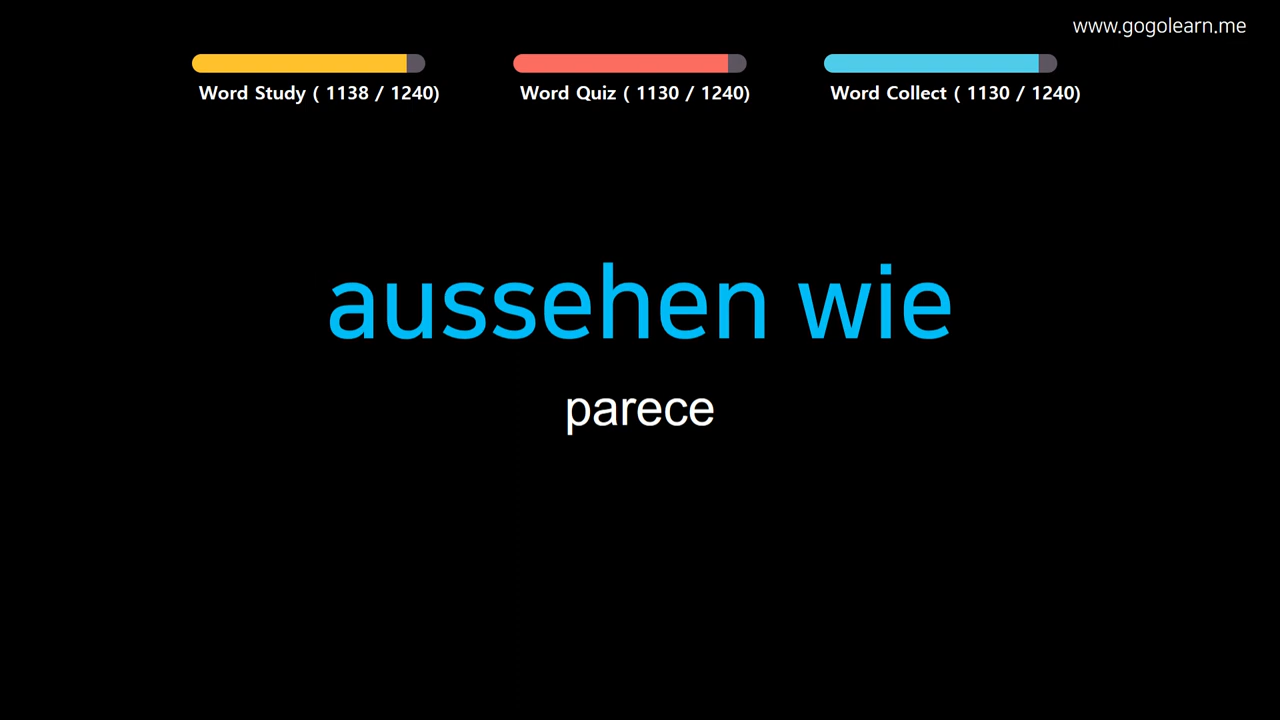 www.gogolearn.me
Word Study ( 1138 / 1240)
Word Quiz ( 1130 / 1240)
Word Collect ( 1130 / 1240)
aussehen wie
parece